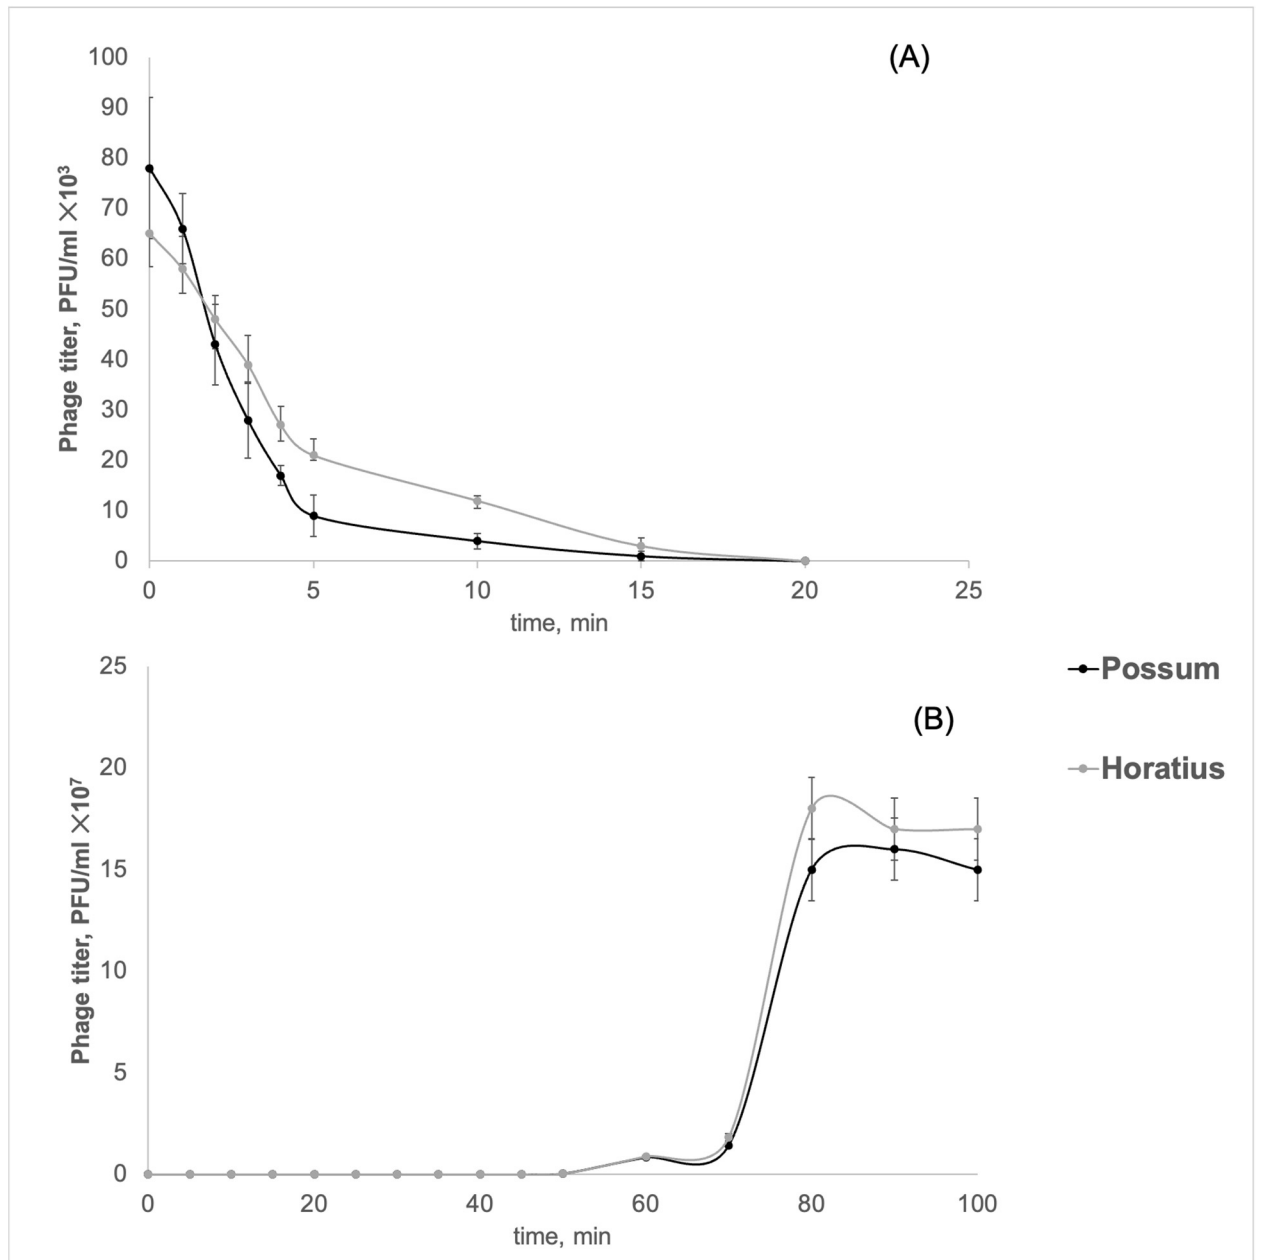 (A)
100
90
80
70
60
50
40
30
20
10
0
Phage titer, PFU/ml ×10³
0 5 10 15 20 25
time, min
Possum
Horatius
(B)
25
20
15
10
5
0
Phage titer, PFU/ml ×10⁷
0 20 40 60 80 100
time, min